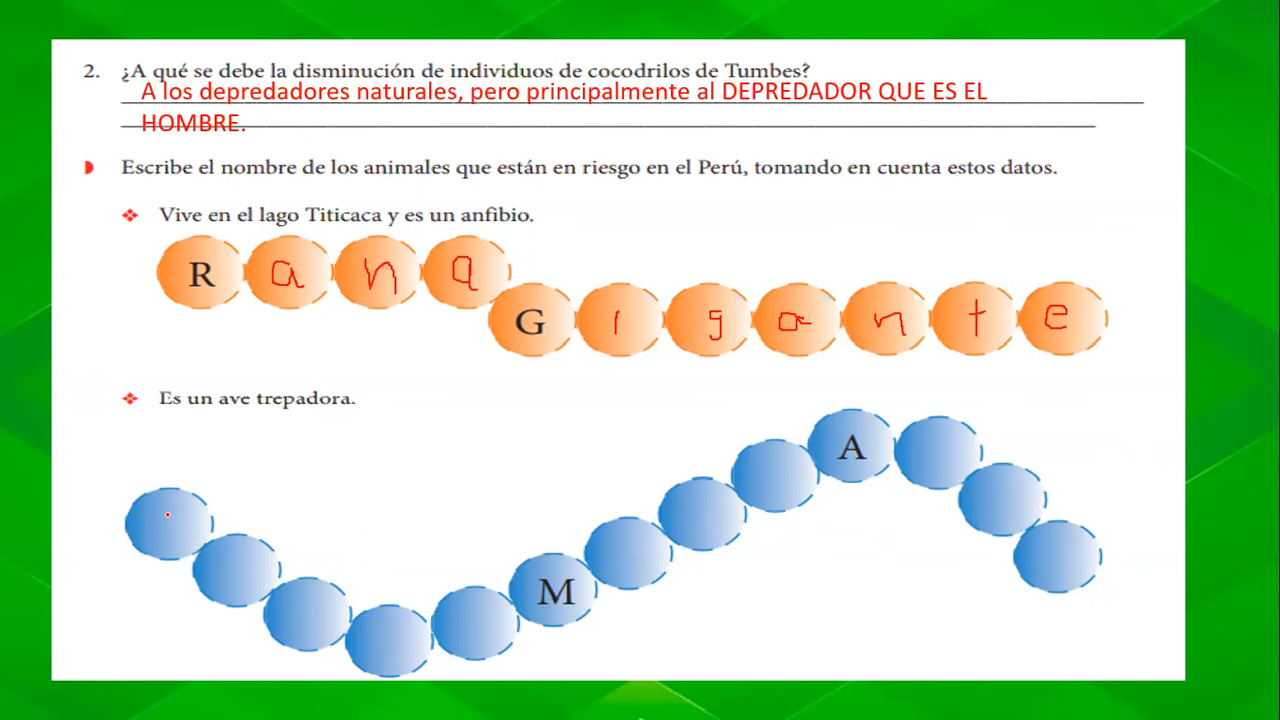 2. ¿A qué se debe la disminución de individuos de cocodrilos de Tumbes?
A los depredadores naturales, pero principalmente al DEPREDADOR QUE ES EL
HOMBRE.
Escribe el nombre de los animales que están en riesgo en el Perú, tomando en cuenta estos datos.
Vive en el lago Titicaca y es un anfibio.
R a n a
G i g a n t e
Es un ave trepadora.
M A